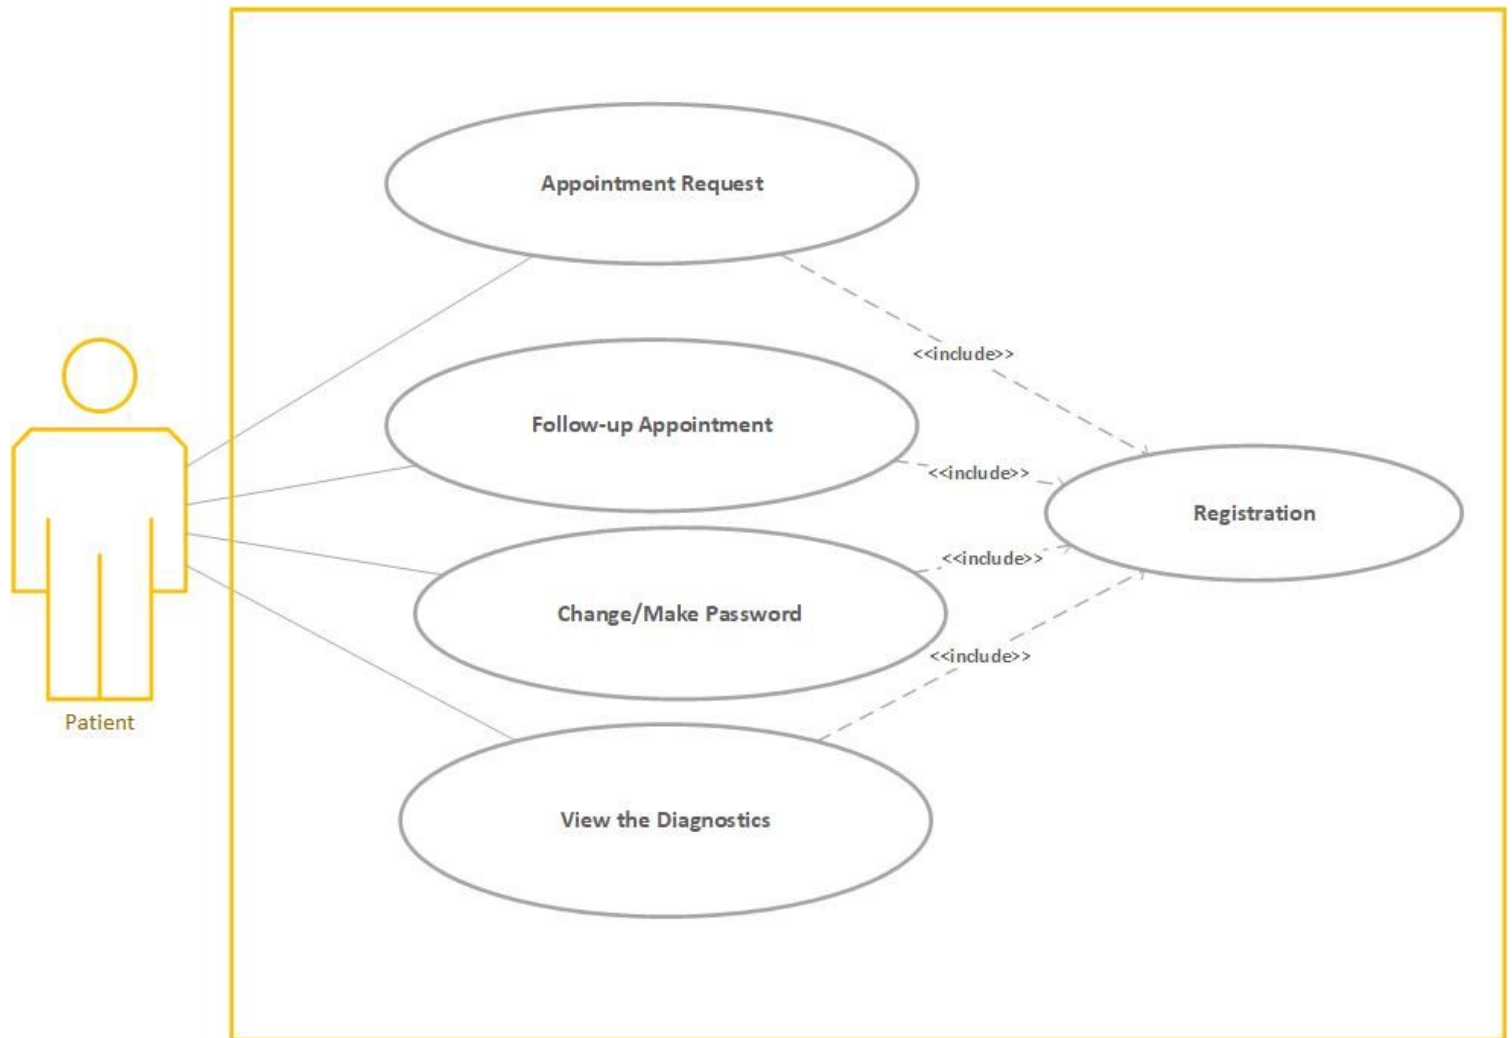 Appointment Request
<<include>>
Follow-up Appointment
<<include>>
Registration
<<include>>
Change/Make Password
<<include>>
Patient
View the Diagnostics